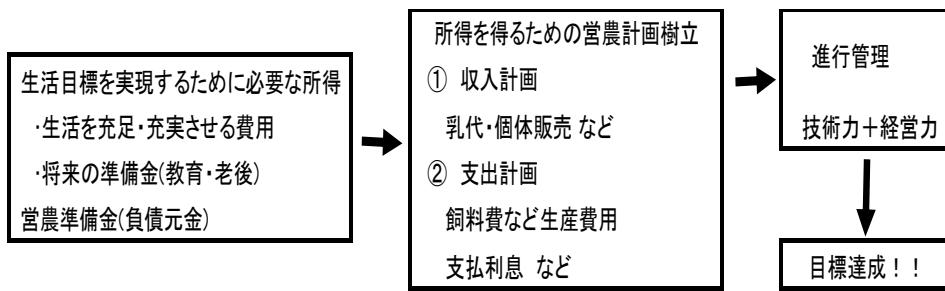 生活目標を実現するために必要な所得
・生活を充足・充実させる費用
・将来の準備金(教育・老後)
営農準備金(負債元金)
所得を得るための営農計画樹立
① 収入計画
乳代・個体販売 など
② 支出計画
飼料費など生産費用
支払利息 など
進行管理
技術力＋経営力
目標達成！！